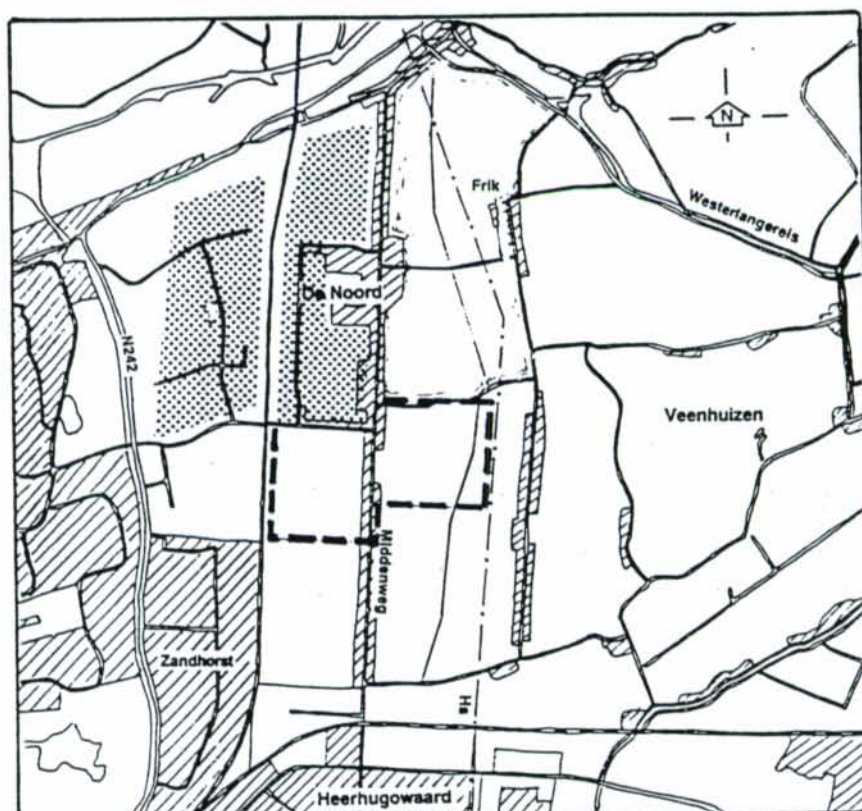 N
Frik
Westerlangereis
De Noord
N242
Veenhuizen
Middenweg
Zandhorst
Hs
Heerhugowaard